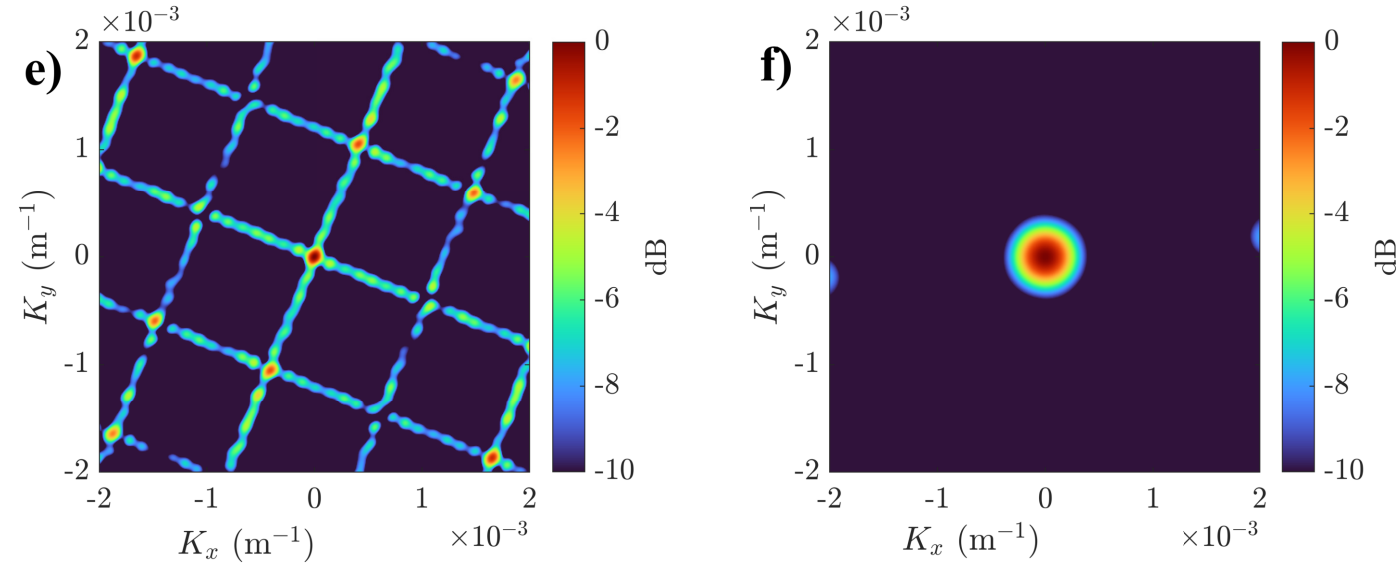 e)
×10⁻³
2
1
0
-1
-2
K_y (m⁻¹)
-2 -1 0 1 2
×10⁻³
K_x (m⁻¹)
0
-2
-4
-6
-8
-10
dB
f)
×10⁻³
2
1
0
-1
-2
K_y (m⁻¹)
-2 -1 0 1 2
×10⁻³
K_x (m⁻¹)
0
-2
-4
-6
-8
-10
dB